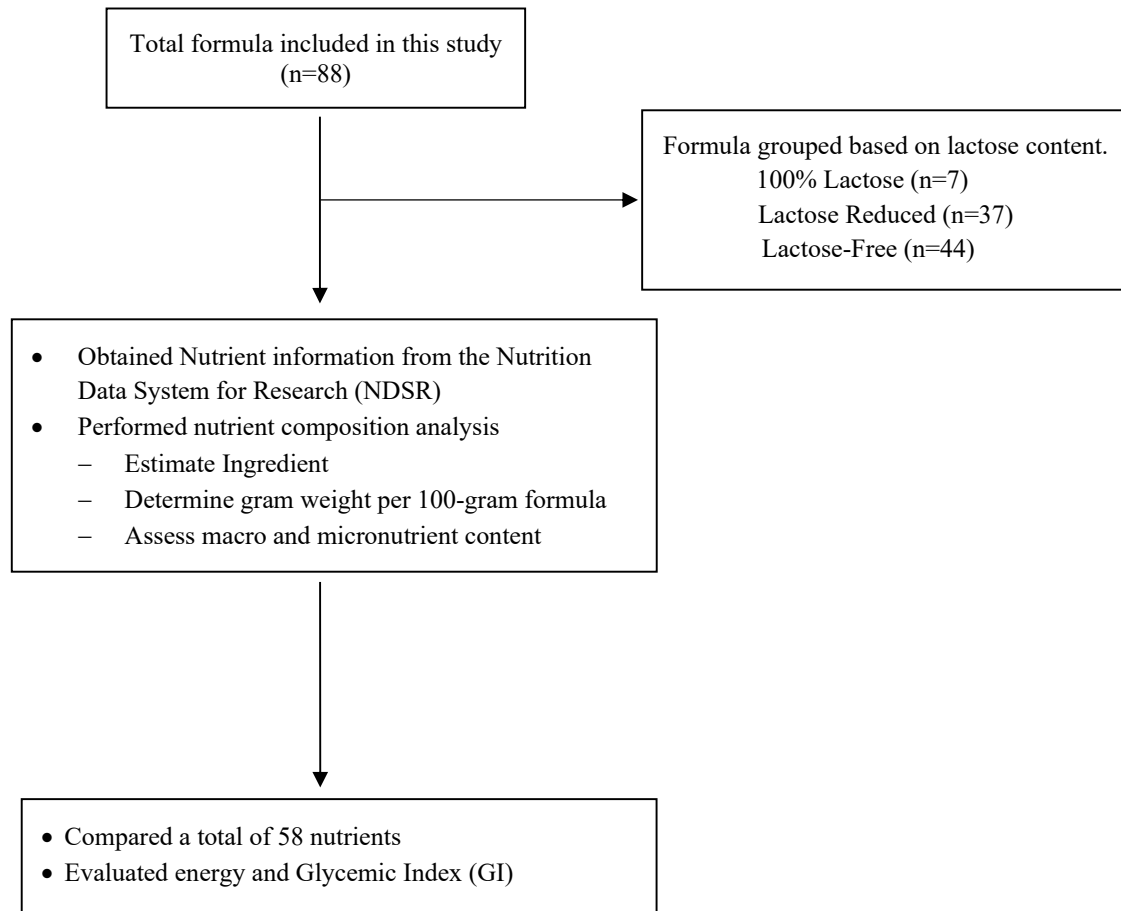 Total formula included in this study
(n=88)
Formula grouped based on lactose content.
100% Lactose (n=7)
Lactose Reduced (n=37)
Lactose-Free (n=44)
• Obtained Nutrient information from the Nutrition
Data System for Research (NDSR)
• Performed nutrient composition analysis
– Estimate Ingredient
– Determine gram weight per 100-gram formula
– Assess macro and micronutrient content
• Compared a total of 58 nutrients
• Evaluated energy and Glycemic Index (GI)